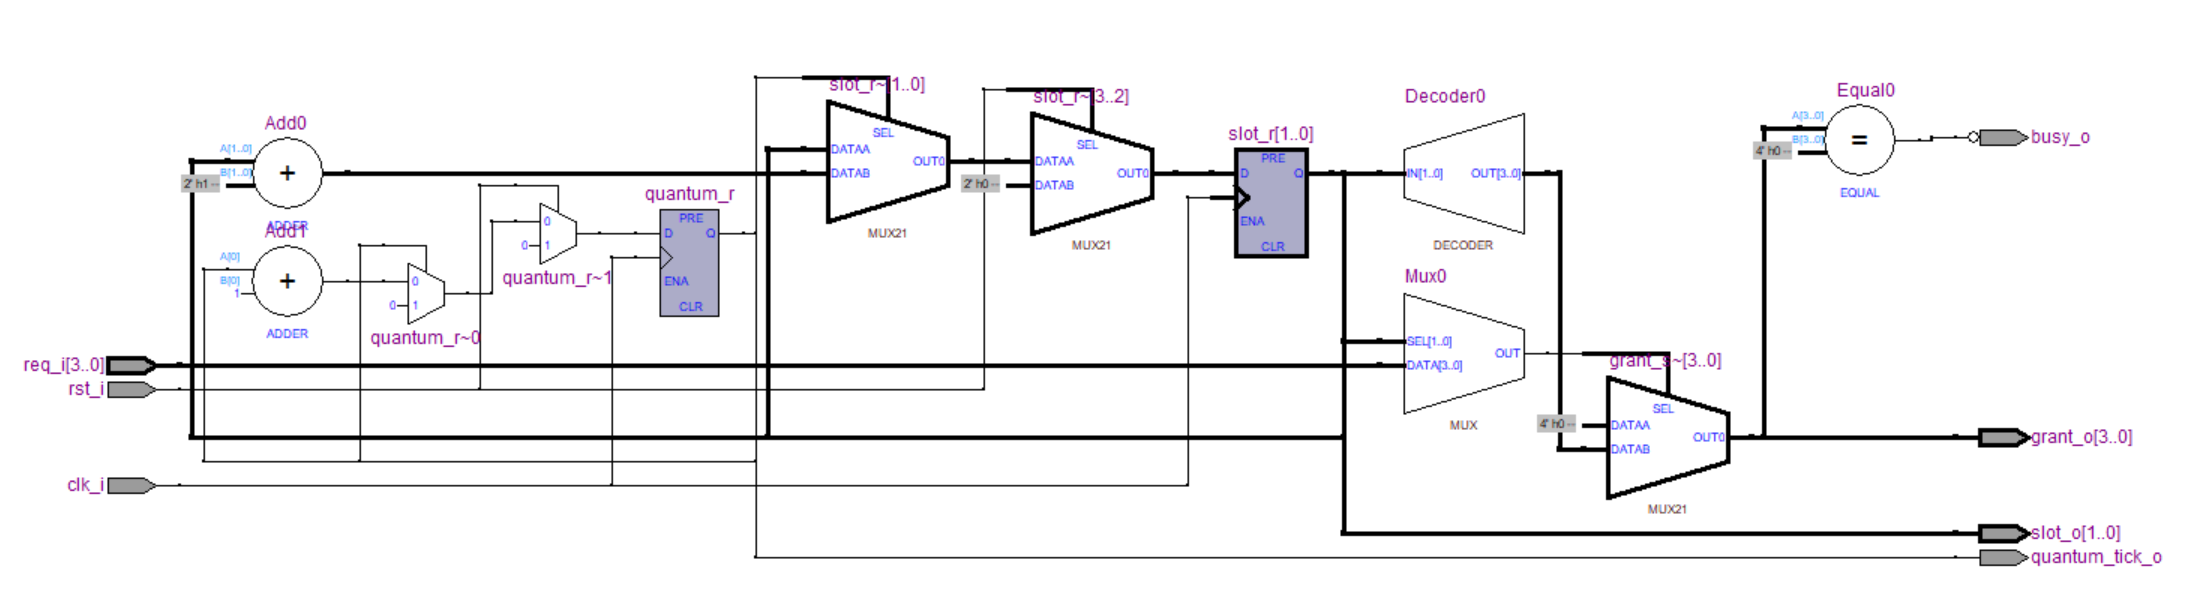 slot_r~[1..0]
SEL
DATAA
DATAB
OUT0
MUX21
slot_r~[3..2]
SEL
DATAA
2' h0 --
DATAB
OUT0
MUX21
Add0
A[1..0]
B[1..0]
2' h1 --
+
ADDER
Add1
A[0]
B[0]
1
+
ADDER
0
0
1
quantum_r~0
0
0
1
quantum_r~1
quantum_r
PRE
D
Q
ENA
CLR
slot_r[1..0]
PRE
D
Q
ENA
CLR
Decoder0
IN[1..0]
OUT[3..0]
DECODER
Mux0
SEL[1..0]
DATA[3..0]
OUT
MUX
grant_s~[3..0]
SEL
4' h0 --
DATAA
DATAB
OUT0
MUX21
Equal0
A[3..0]
B[3..0]
4' h0 --
=
EQUAL
req_i[3..0]
rst_i
clk_i
busy_o
grant_o[3..0]
slot_o[1..0]
quantum_tick_o